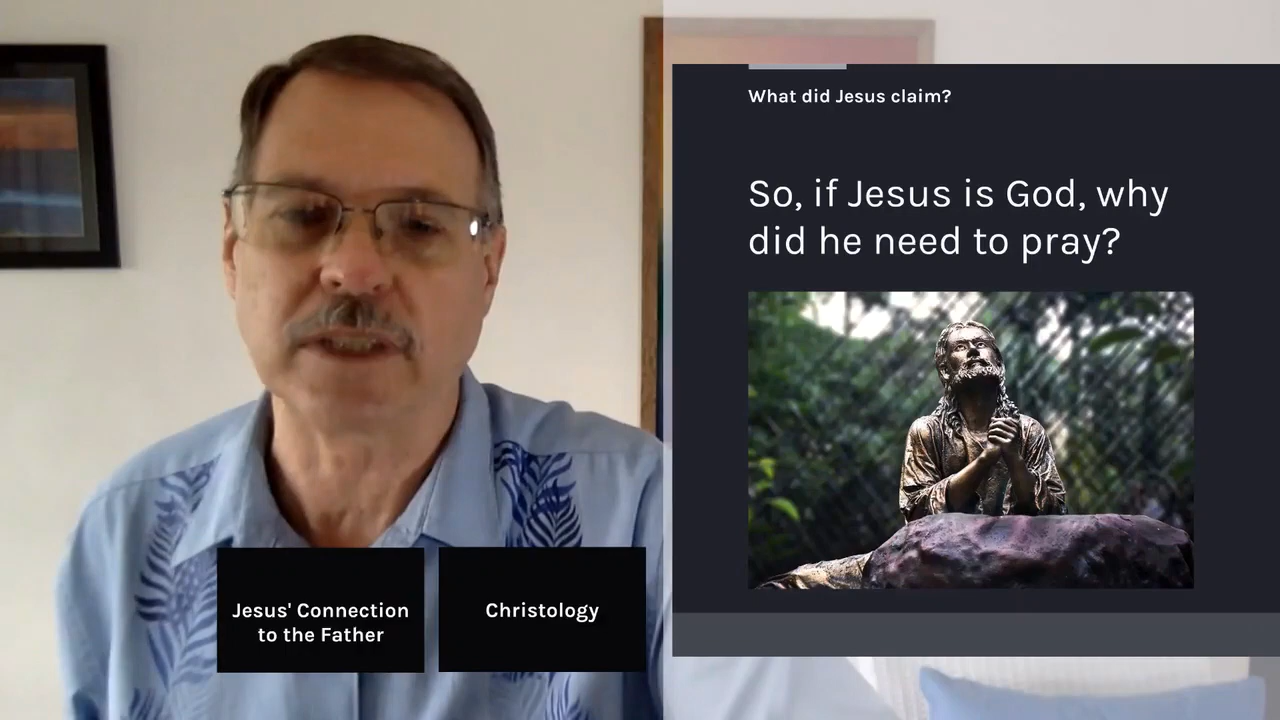 What did Jesus claim?
So, if Jesus is God, why
did he need to pray?
Jesus' Connection
to the Father
Christology